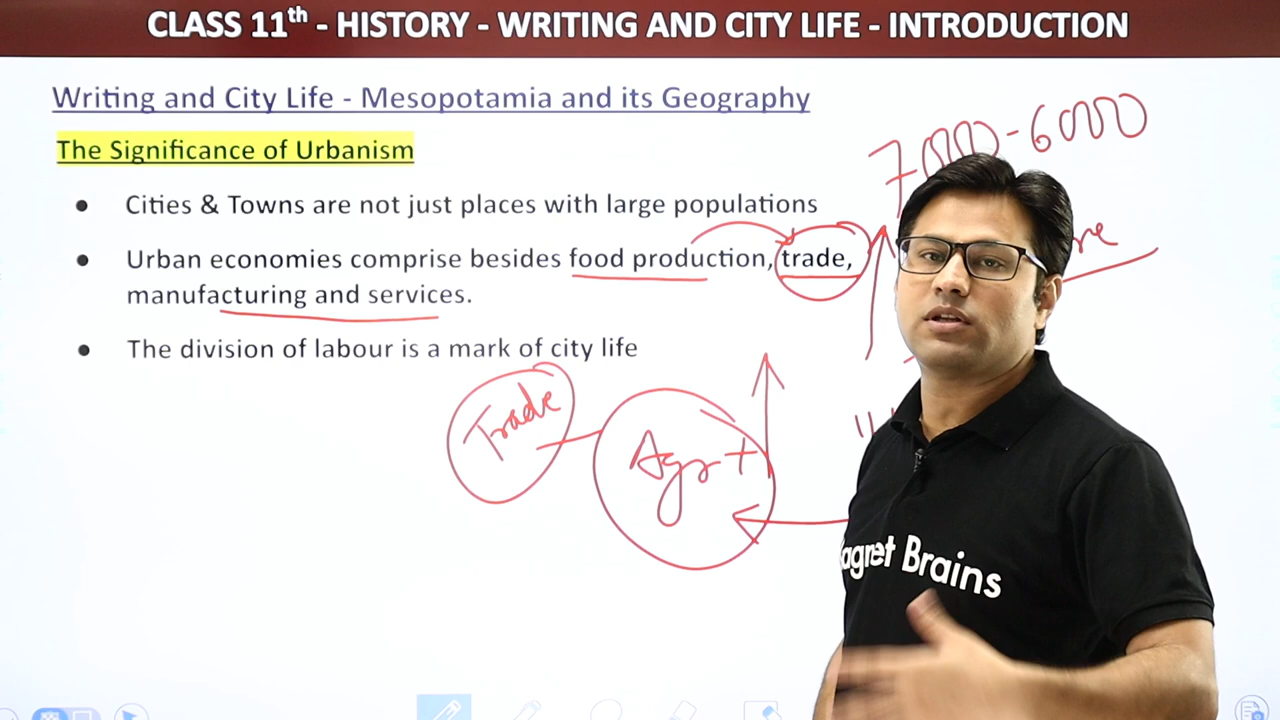 CLASS 11th - HISTORY - WRITING AND CITY LIFE - INTRODUCTION
Writing and City Life - Mesopotamia and its Geography
7000-6000
The Significance of Urbanism
● Cities & Towns are not just places with large populations
● Urban economies comprise besides food production, trade,
manufacturing and services.
● The division of labour is a mark of city life
Trade
Agr +
agnet Brains